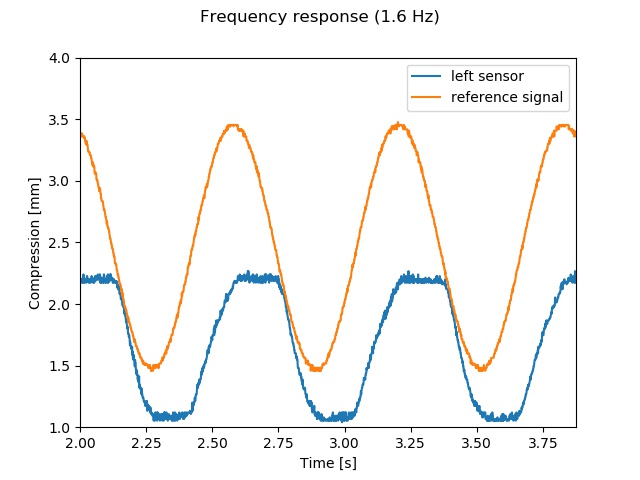 Frequency response (1.6 Hz)
left sensor
reference signal
Compression [mm]
4.0
3.5
3.0
2.5
2.0
1.5
1.0
2.00 2.25 2.50 2.75 3.00 3.25 3.50 3.75
Time [s]